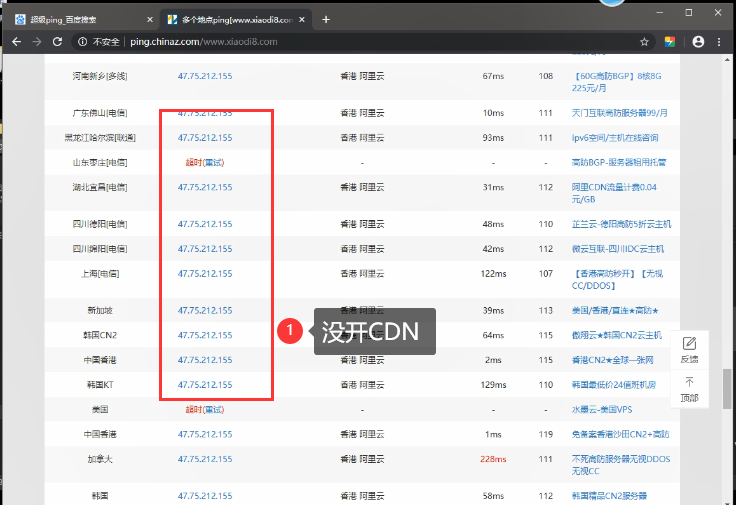 超级ping_百度搜索
多个地点ping[www.xiaodi8.com
不安全 | ping.chinaz.com/www.xiaodi8.com
河南新乡[多线] 47.75.212.155 香港 阿里云 67ms 108 【60G高防BGP】8核8G
225元/月
广东佛山[电信] 47.75.212.155 香港 阿里云 10ms 111 天门互联高防服务器99/月
黑龙江哈尔滨[联通] 47.75.212.155 香港 阿里云 93ms 111 ipv6空间/主机在线咨询
山东枣庄[电信] 超时(重试) - - - 高防BGP-服务器租用托管
湖北宜昌[电信] 47.75.212.155 香港 阿里云 31ms 112 阿里CDN流量计费0.04
元/GB
四川德阳[电信] 47.75.212.155 香港 阿里云 48ms 110 芷兰云-德阳高防5折云主机
四川绵阳[电信] 47.75.212.155 香港 阿里云 42ms 112 微云互联-四川IDC云主机
上海[电信] 47.75.212.155 香港 阿里云 122ms 107 【香港高防秒开】【无视
CC/DDOS】
新加坡 47.75.212.155 香港 阿里云 39ms 113 美国/香港/直连★高防★
韩国CN2 47.75.212.155 香港 阿里云 64ms 115 傲翔云★韩国CN2云主机
1 没开CDN
中国香港 47.75.212.155 香港 阿里云 2ms 115 香港CN2★全球一张网
反馈
韩国KT 47.75.212.155 香港 阿里云 129ms 110 韩国最低价24值班机房
顶部
美国 超时(重试) - - - 水墨云-美国VPS
中国香港 47.75.212.155 香港 阿里云 1ms 119 免备案香港沙田CN2+高防
加拿大 47.75.212.155 香港 阿里云 228ms 111 不死高防服务器无视DDOS
无视CC
韩国 47.75.212.155 香港 阿里云 58ms 112 韩国精品CN2服务器